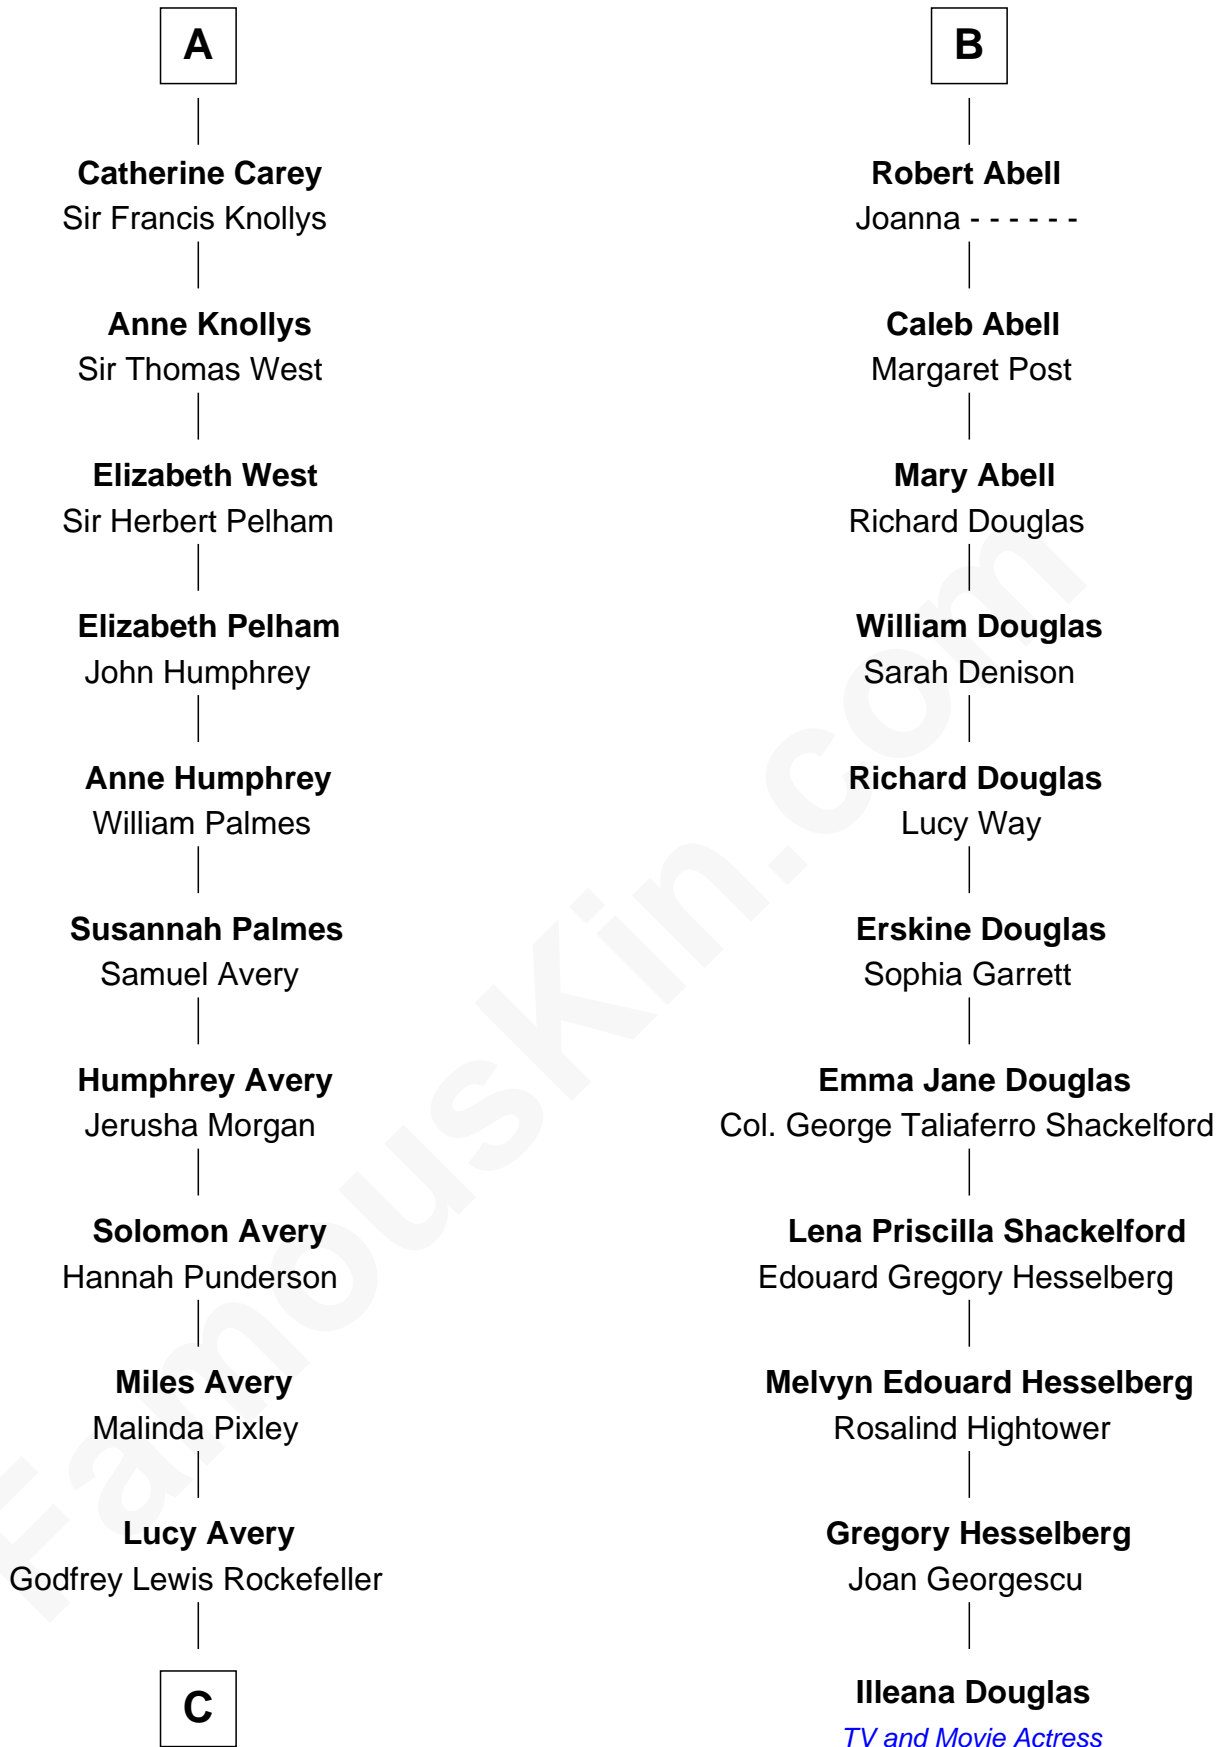 A
Catherine Carey
Sir Francis Knollys
Anne Knollys
Sir Thomas West
Elizabeth West
Sir Herbert Pelham
Elizabeth Pelham
John Humphrey
Anne Humphrey
William Palmes
Susannah Palmes
Samuel Avery
Humphrey Avery
Jerusha Morgan
Solomon Avery
Hannah Punderson
Miles Avery
Malinda Pixley
Lucy Avery
Godfrey Lewis Rockefeller
C
B
Robert Abell
Joanna - - - - - -
Caleb Abell
Margaret Post
Mary Abell
Richard Douglas
William Douglas
Sarah Denison
Richard Douglas
Lucy Way
Erskine Douglas
Sophia Garrett
Emma Jane Douglas
Col. George Taliaferro Shackelford
Lena Priscilla Shackelford
Edouard Gregory Hesselberg
Melvyn Edouard Hesselberg
Rosalind Hightower
Gregory Hesselberg
Joan Georgescu
Illeana Douglas
TV and Movie Actress
FamousKin.com